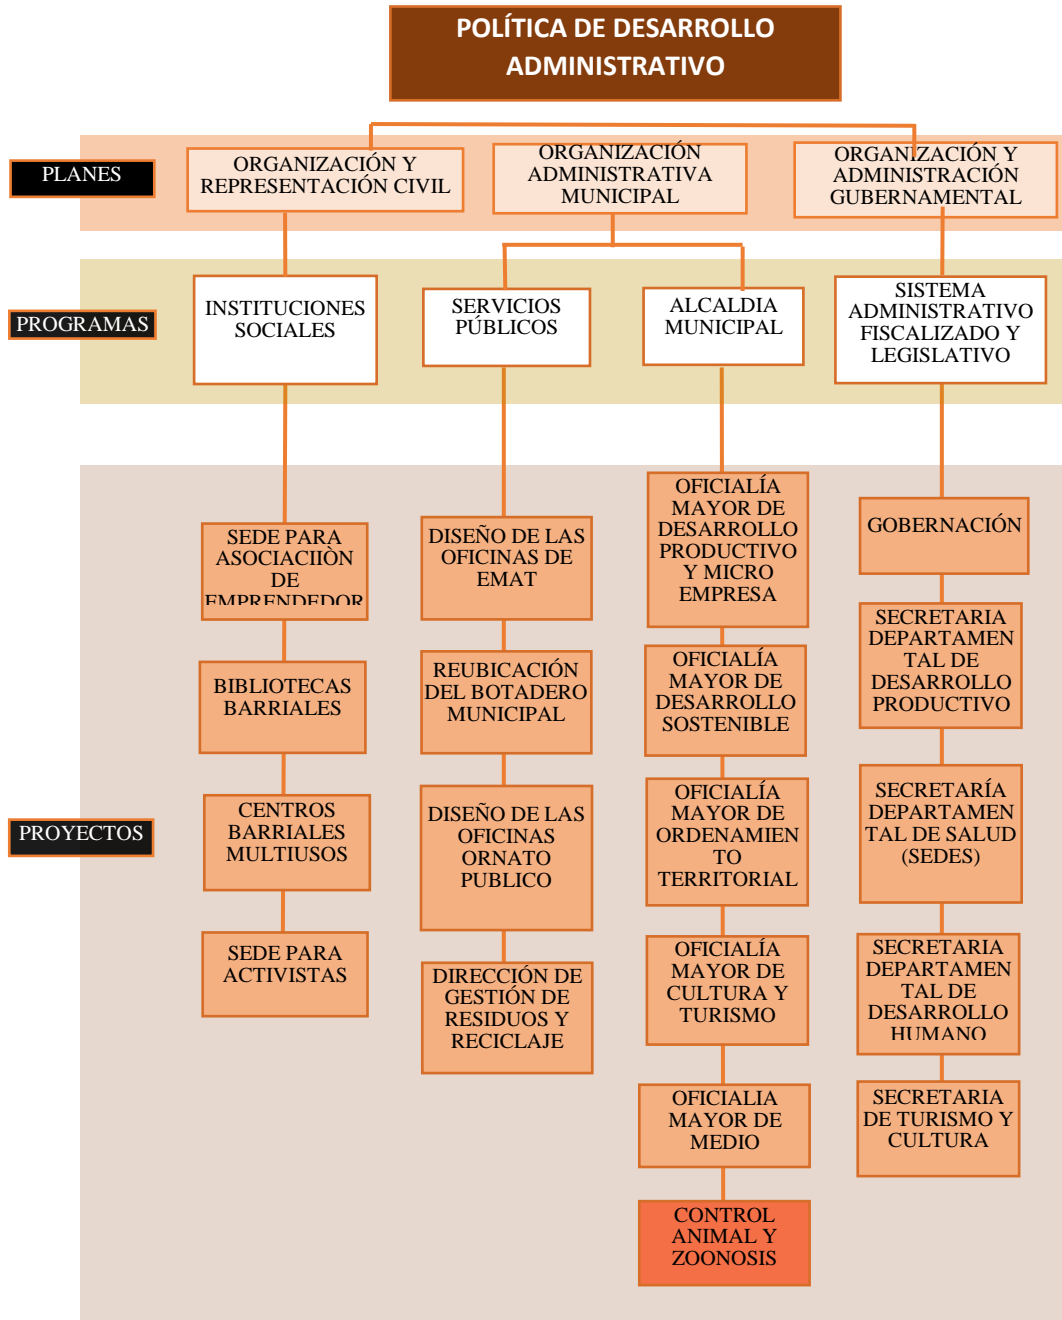 POLÍTICA DE DESARROLLO
ADMINISTRATIVO
PLANES
ORGANIZACIÓN Y
REPRESENTACIÓN CIVIL
ORGANIZACIÓN
ADMINISTRATIVA
MUNICIPAL
ORGANIZACIÓN Y
ADMINISTRACIÓN
GUBERNAMENTAL
PROGRAMAS
INSTITUCIONES
SOCIALES
SERVICIOS
PÚBLICOS
ALCALDIA
MUNICIPAL
SISTEMA
ADMINISTRATIVO
FISCALIZADO Y
LEGISLATIVO
PROYECTOS
SEDE PARA
ASOCIACIIÒN
DE
EMPRENDEDOR
BIBLIOTECAS
BARRIALES
CENTROS
BARRIALES
MULTIUSOS
SEDE PARA
ACTIVISTAS
DISEÑO DE LAS
OFICINAS DE
EMAT
REUBICACIÓN
DEL BOTADERO
MUNICIPAL
DISEÑO DE LAS
OFICINAS
ORNATO
PUBLICO
DIRECCIÓN DE
GESTIÓN DE
RESIDUOS Y
RECICLAJE
OFICIALÍA
MAYOR DE
DESARROLLO
PRODUCTIVO
Y MICRO
EMPRESA
OFICIALÍA
MAYOR DE
DESARROLLO
SOSTENIBLE
OFICIALÍA
MAYOR DE
ORDENAMIEN
TO
TERRITORIAL
OFICIALÍA
MAYOR DE
CULTURA Y
TURISMO
OFICIALIA
MAYOR DE
MEDIO
CONTROL
ANIMAL Y
ZOONOSIS
GOBERNACIÓN
SECRETARIA
DEPARTAMEN
TAL DE
DESARROLLO
PRODUCTIVO
SECRETARÍA
DEPARTAMEN
TAL DE SALUD
(SEDES)
SECRETARIA
DEPARTAMEN
TAL DE
DESARROLLO
HUMANO
SECRETARIA
DE TURISMO Y
CULTURA